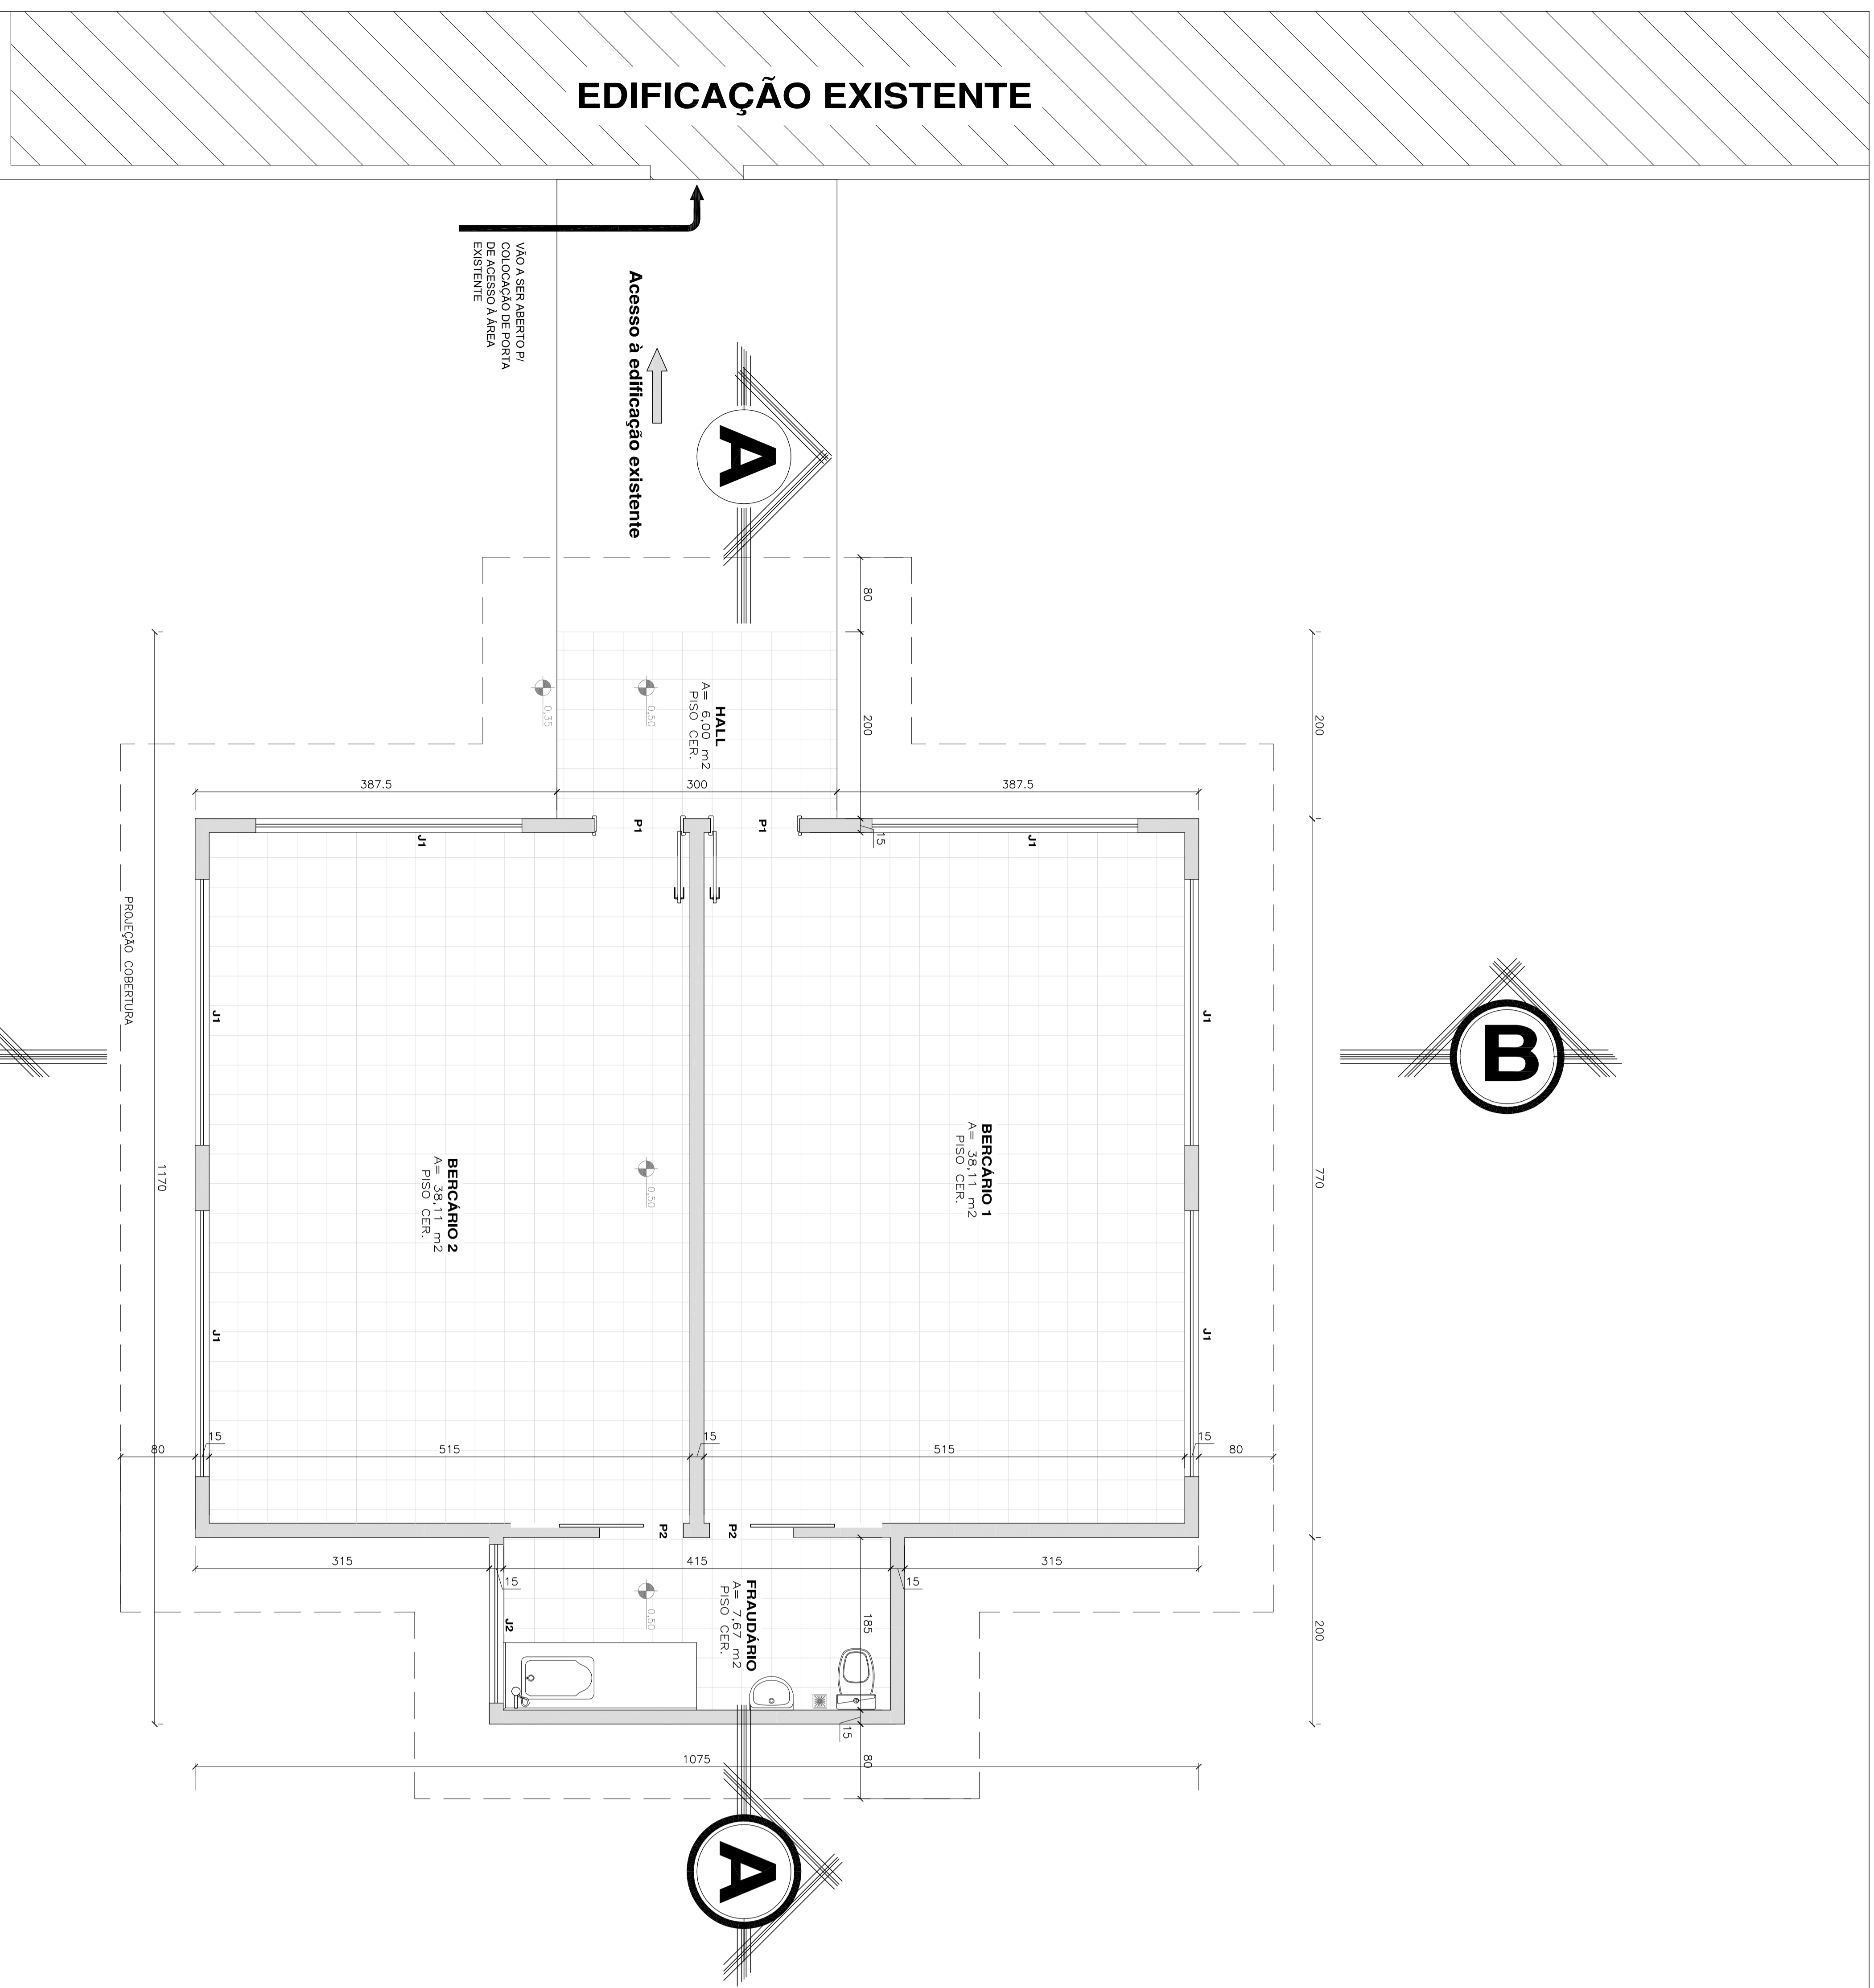 EDIFICAÇÃO EXISTENTE
VÃO A SER ABERTO P/
COLOCAÇÃO DE PORTA
DE ACESSO À ÁREA
EXISTENTE
Acesso à edificação existente
A
80
200
200
HALL
A= 6,00 m2
PISO CER.
0,35
0,50
387.5
300
387.5
P1
P1
J1
J1
15
PROJEÇÃO COBERTURA
J1
J1
B
BERCÁRIO 1
A= 38,11 m2
PISO CER.
BERCÁRIO 2
A= 38,11 m2
PISO CER.
0,50
1170
770
J1
J1
80
15
515
15
515
15
80
P2
P2
315
415
315
15
15
FRAUDÁRIO
A= 7,67 m2
PISO CER.
0,50
185
200
J2
15
1075
80
A